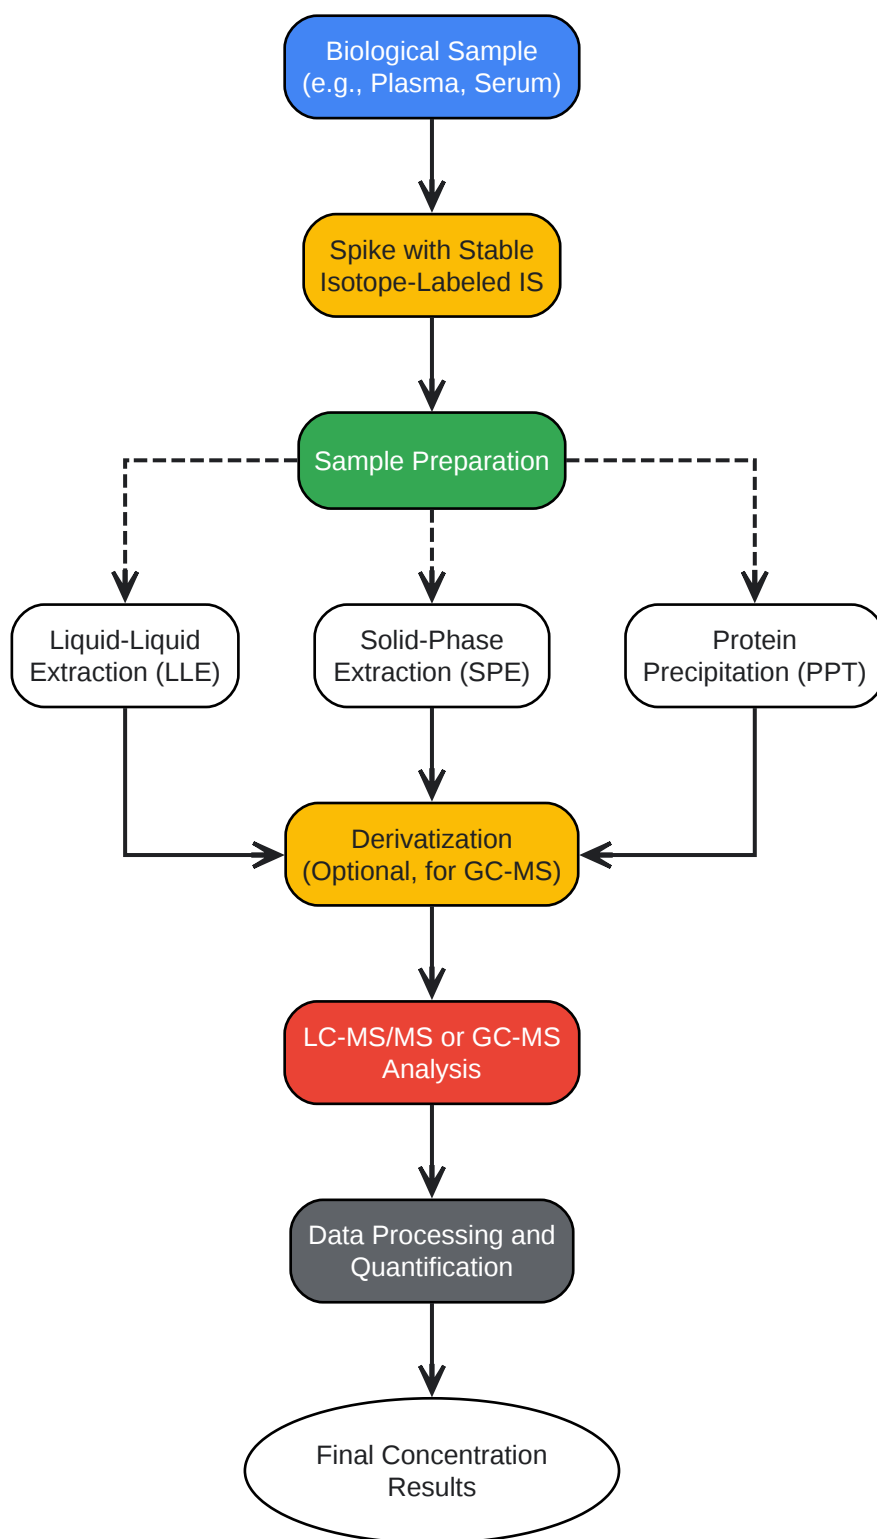 Biological Sample
(e.g., Plasma, Serum)
Spike with Stable
Isotope-Labeled IS
Sample Preparation
Liquid-Liquid
Extraction (LLE)
Solid-Phase
Extraction (SPE)
Protein
Precipitation (PPT)
Derivatization
(Optional, for GC-MS)
LC-MS/MS or GC-MS
Analysis
Data Processing and
Quantification
Final Concentration
Results